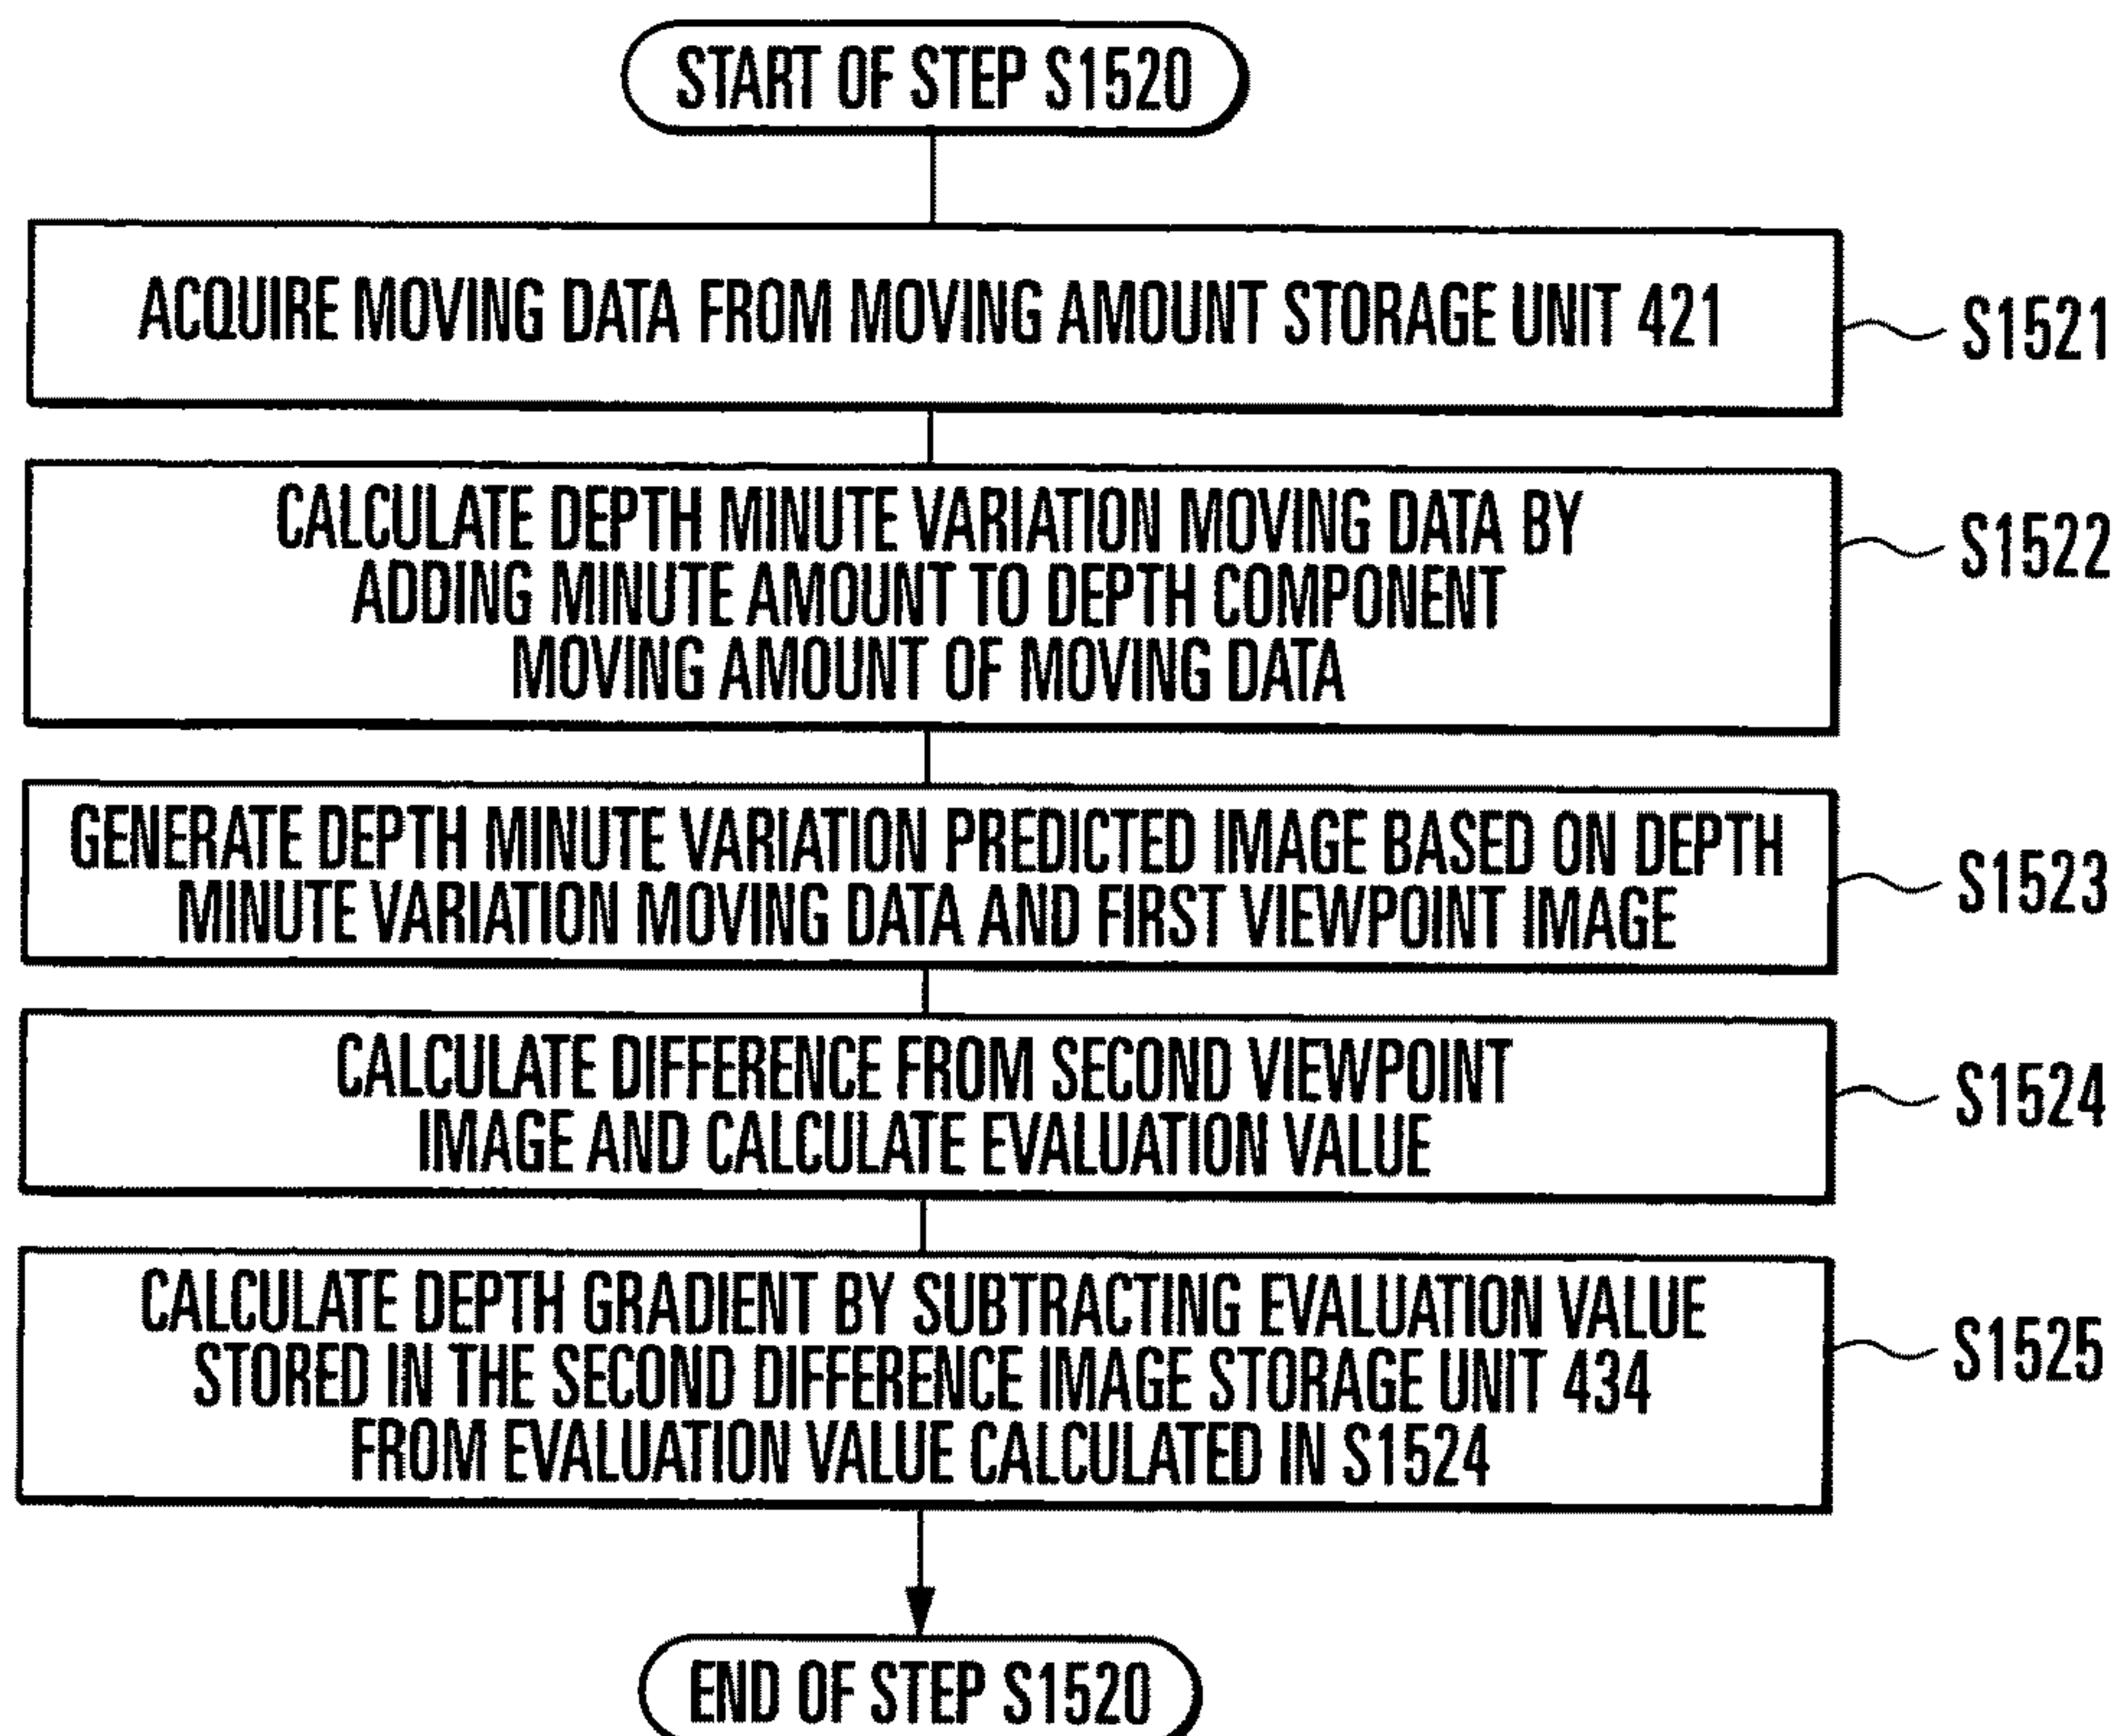 START OF STEP S1520
ACQUIRE MOVING DATA FROM MOVING AMOUNT STORAGE UNIT 421
S1521
CALCULATE DEPTH MINUTE VARIATION MOVING DATA BY
ADDING MINUTE AMOUNT TO DEPTH COMPONENT
MOVING AMOUNT OF MOVING DATA
S1522
GENERATE DEPTH MINUTE VARIATION PREDICTED IMAGE BASED ON DEPTH
MINUTE VARIATION MOVING DATA AND FIRST VIEWPOINT IMAGE
S1523
CALCULATE DIFFERENCE FROM SECOND VIEWPOINT
IMAGE AND CALCULATE EVALUATION VALUE
S1524
CALCULATE DEPTH GRADIENT BY SUBTRACTING EVALUATION VALUE
STORED IN THE SECOND DIFFERENCE IMAGE STORAGE UNIT 434
FROM EVALUATION VALUE CALCULATED IN S1524
S1525
END OF STEP S1520